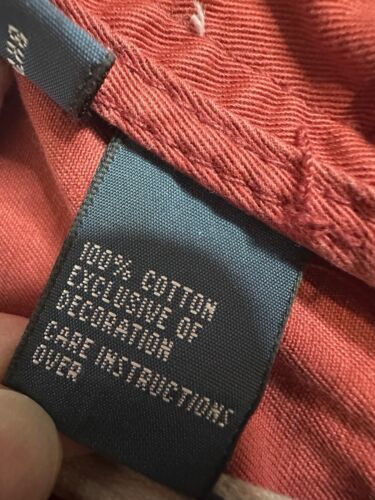 100% COTTON
EXCLUSIVE OF
DECORATION
CARE INSTRUCTIONS
OVER